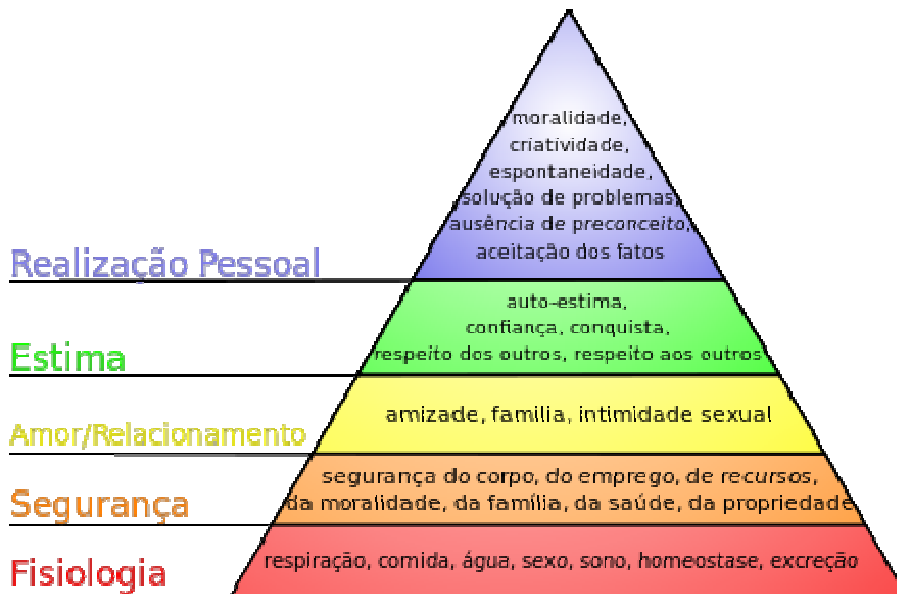 moralidade,
criatividade,
espontaneidade,
solução de problemas,
ausência de preconceito,
aceitação dos fatos
Realização Pessoal
auto-estima,
confiança, conquista,
respeito dos outros, respeito aos outros
Estima
amizade, família, intimidade sexual
Amor/Relacionamento
segurança do corpo, do emprego, de recursos,
da moralidade, da família, da saúde, da propriedade
Segurança
respiração, comida, água, sexo, sono, homeostase, excreção
Fisiologia